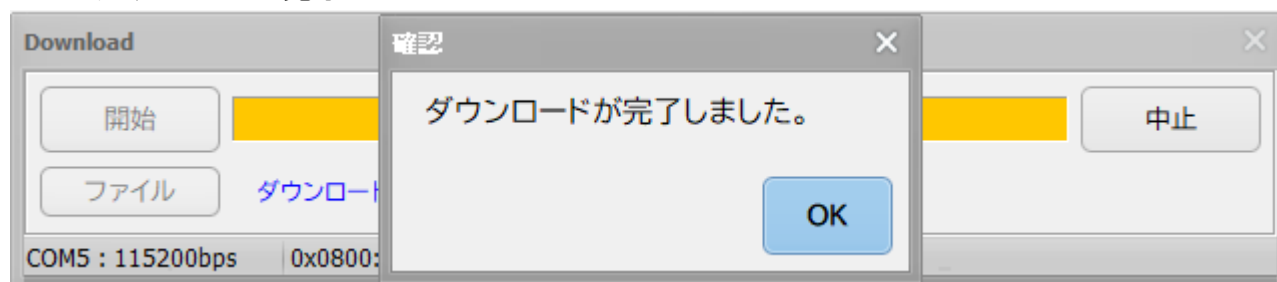 Download
確認
開始
ダウンロードが完了しました。
中止
ファイル
ダウンロード
OK
COM5 : 115200bps
0x0800: